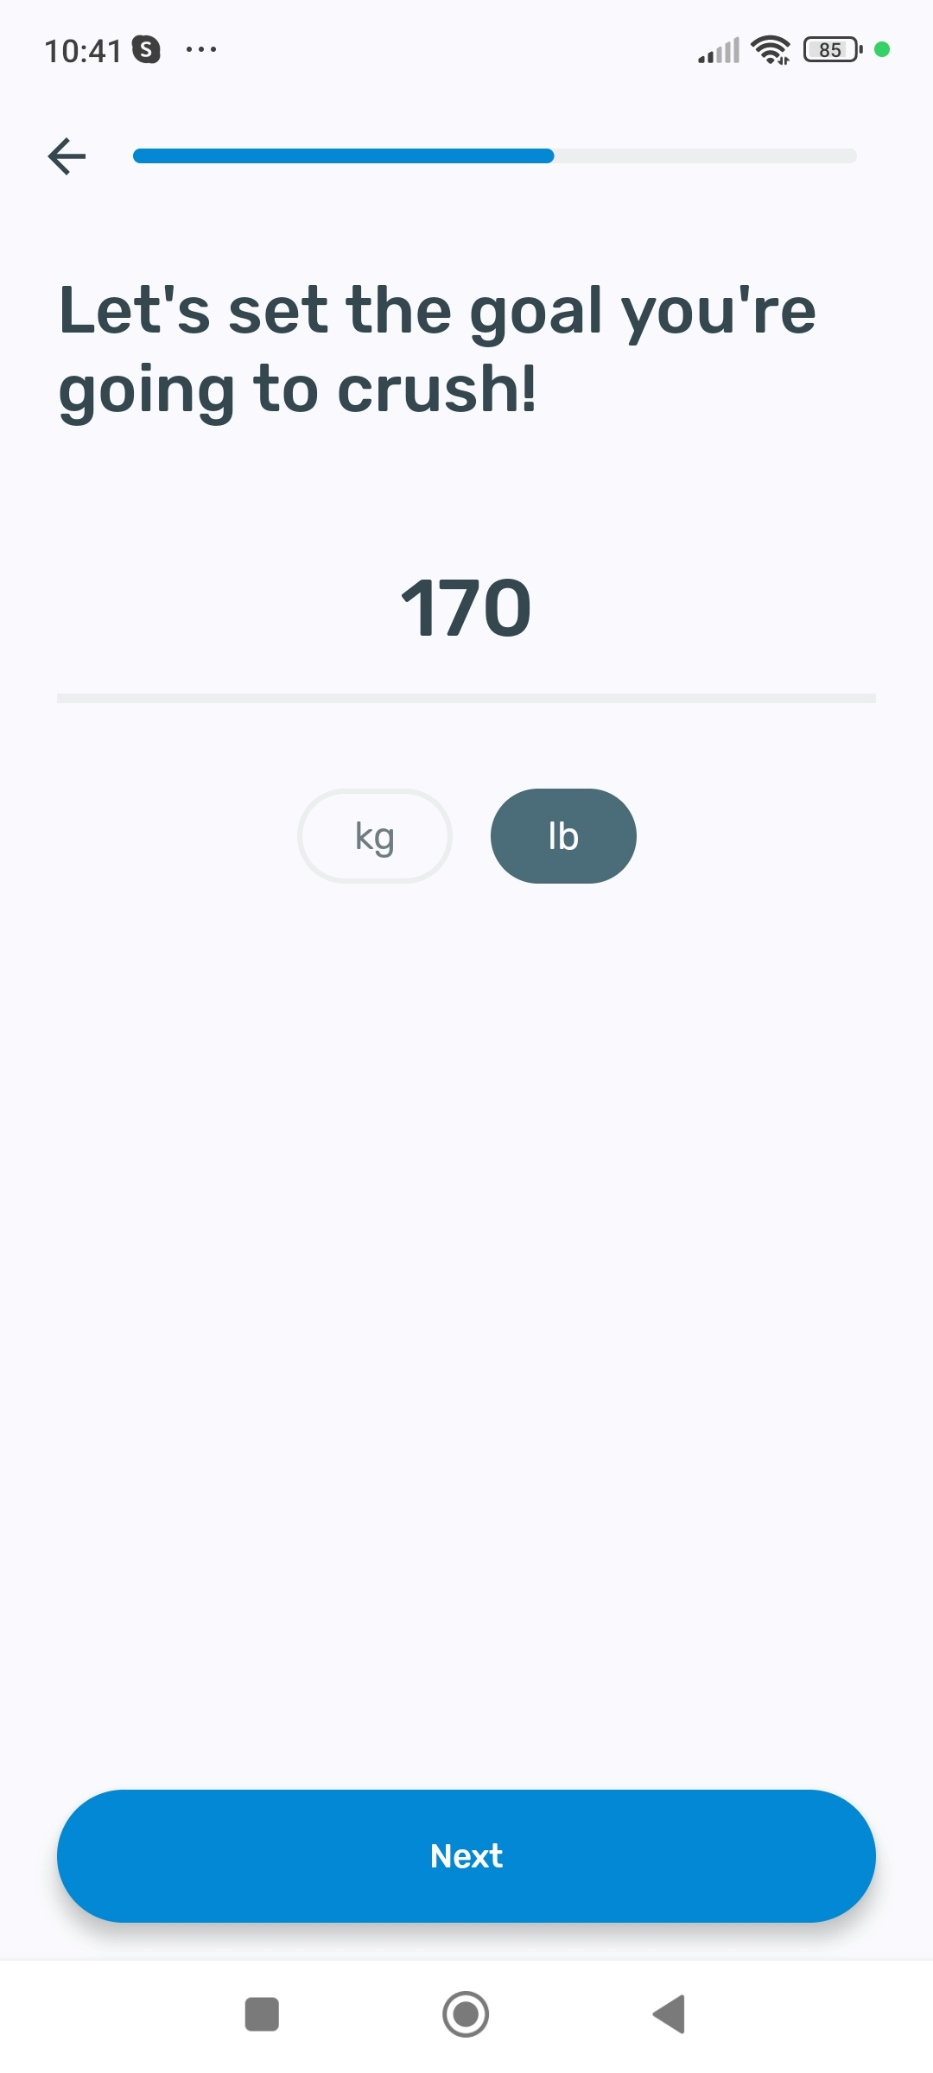 10:41 S ...
85
Let's set the goal you're
going to crush!
170
kg lb
Next